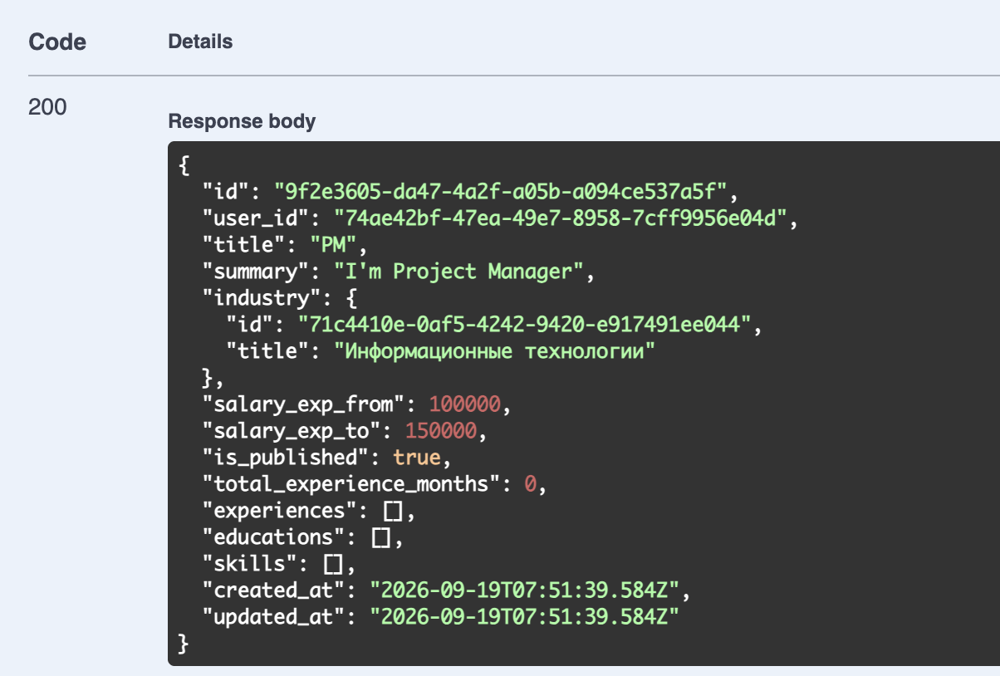 Code Details
200
Response body
{
  "id": "9f2e3605-da47-4a2f-a05b-a094ce537a5f",
  "user_id": "74ae42bf-47ea-49e7-8958-7cff9956e04d",
  "title": "PM",
  "summary": "I'm Project Manager",
  "industry": {
    "id": "71c4410e-0af5-4242-9420-e917491ee044",
    "title": "Информационные технологии"
  },
  "salary_exp_from": 100000,
  "salary_exp_to": 150000,
  "is_published": true,
  "total_experience_months": 0,
  "experiences": [],
  "educations": [],
  "skills": [],
  "created_at": "2026-09-19T07:51:39.584Z",
  "updated_at": "2026-09-19T07:51:39.584Z"
}